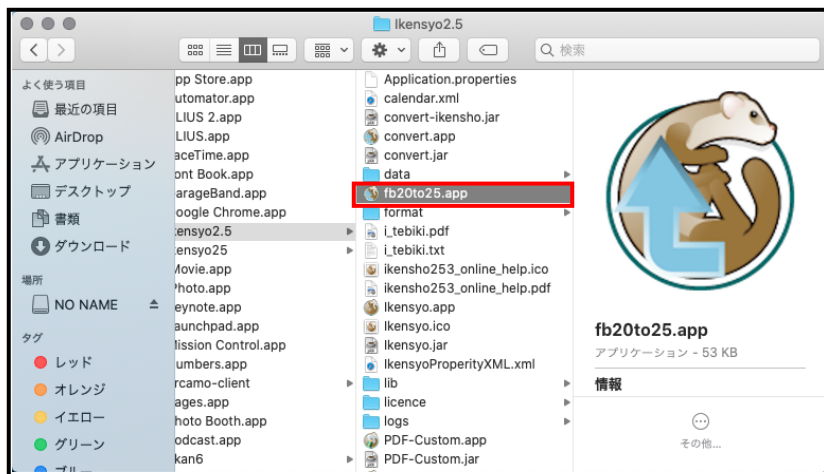 Ikensyo2.5
検索
よく使う項目
最近の項目
AirDrop
アプリケーション
デスクトップ
書類
ダウンロード
場所
NO NAME
タグ
レッド
オレンジ
イエロー
グリーン
ブルー
pp Store.app
utomator.app
LIUS 2.app
LIUS.app
aceTime.app
ont Book.app
arageBand.app
oogle Chrome.app
kensyo2.5
kensyo25
Movie.app
Photo.app
eynote.app
aunchpad.app
ission Control.app
umbers.app
rcamo-client
ages.app
hoto Booth.app
odcast.app
kan6
Application.properties
calendar.xml
convert-ikensho.jar
convert.app
convert.jar
data
fb20to25.app
format
i_tebiki.pdf
i_tebiki.txt
ikensho253_online_help.ico
ikensho253_online_help.pdf
Ikensyo.app
Ikensyo.ico
Ikensyo.jar
IkensyoProperityXML.xml
lib
licence
logs
PDF-Custom.app
PDF-Custom.jar
fb20to25.app
アプリケーション - 53 KB
情報
その他...